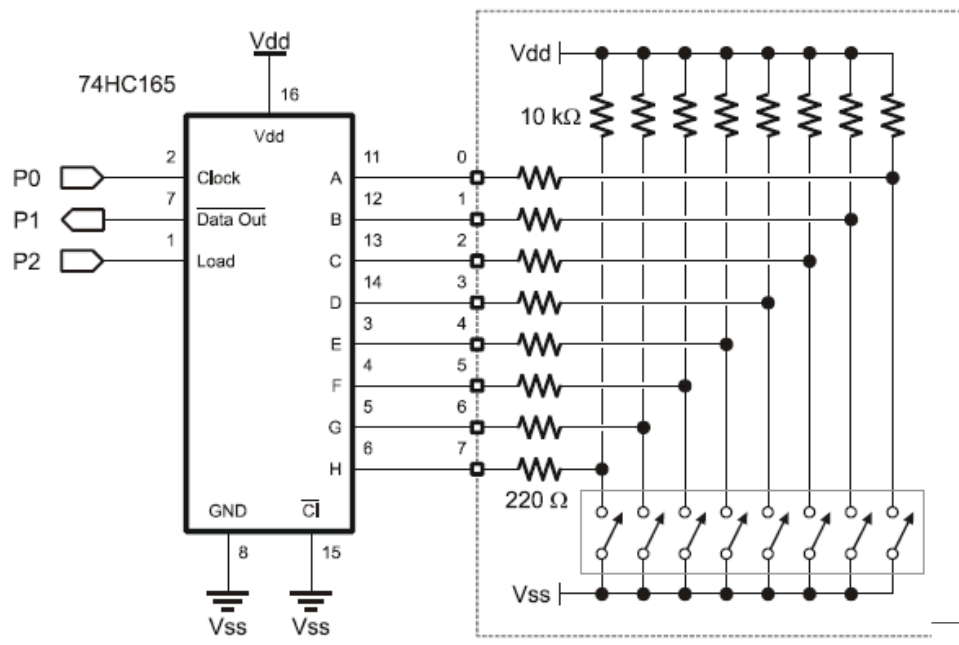 Vdd
74HC165
16
Vdd
Vdd
10 kΩ
P0
2
Clock
A
11
0
P1
7
Data Out
B
12
1
P2
1
Load
C
13
2
D
14
3
E
3
4
F
4
5
G
5
6
H
6
7
220 Ω
GND
CI
8
15
Vss
Vss
Vss